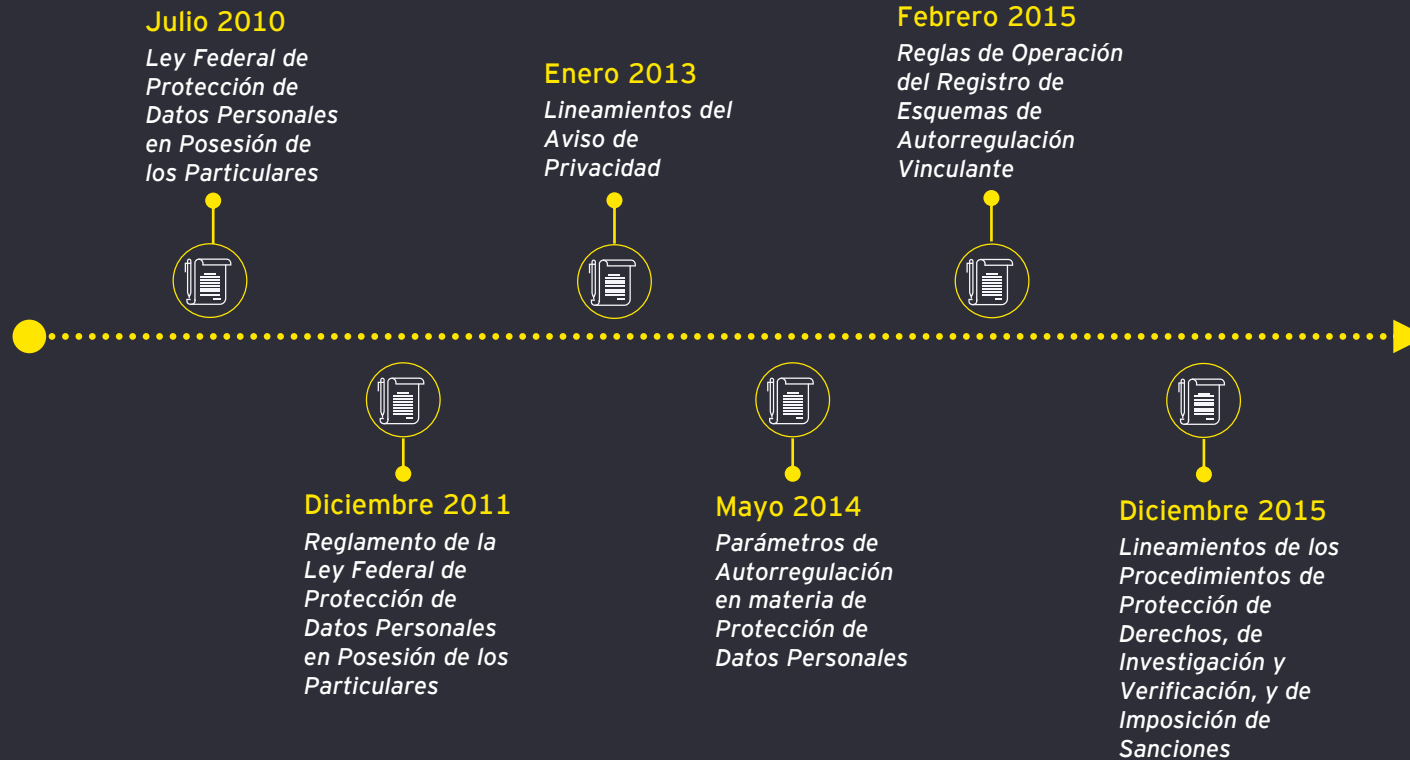 Julio 2010
Ley Federal de
Protección de
Datos Personales
en Posesión de
los Particulares
Diciembre 2011
Reglamento de la
Ley Federal de
Protección de
Datos Personales
en Posesión de los
Particulares
Enero 2013
Lineamientos del
Aviso de
Privacidad
Mayo 2014
Parámetros de
Autorregulación
en materia de
Protección de
Datos Personales
Febrero 2015
Reglas de Operación
del Registro de
Esquemas de
Autorregulación
Vinculante
Diciembre 2015
Lineamientos de los
Procedimientos de
Protección de
Derechos, de
Investigación y
Verificación, y de
Imposición de
Sanciones